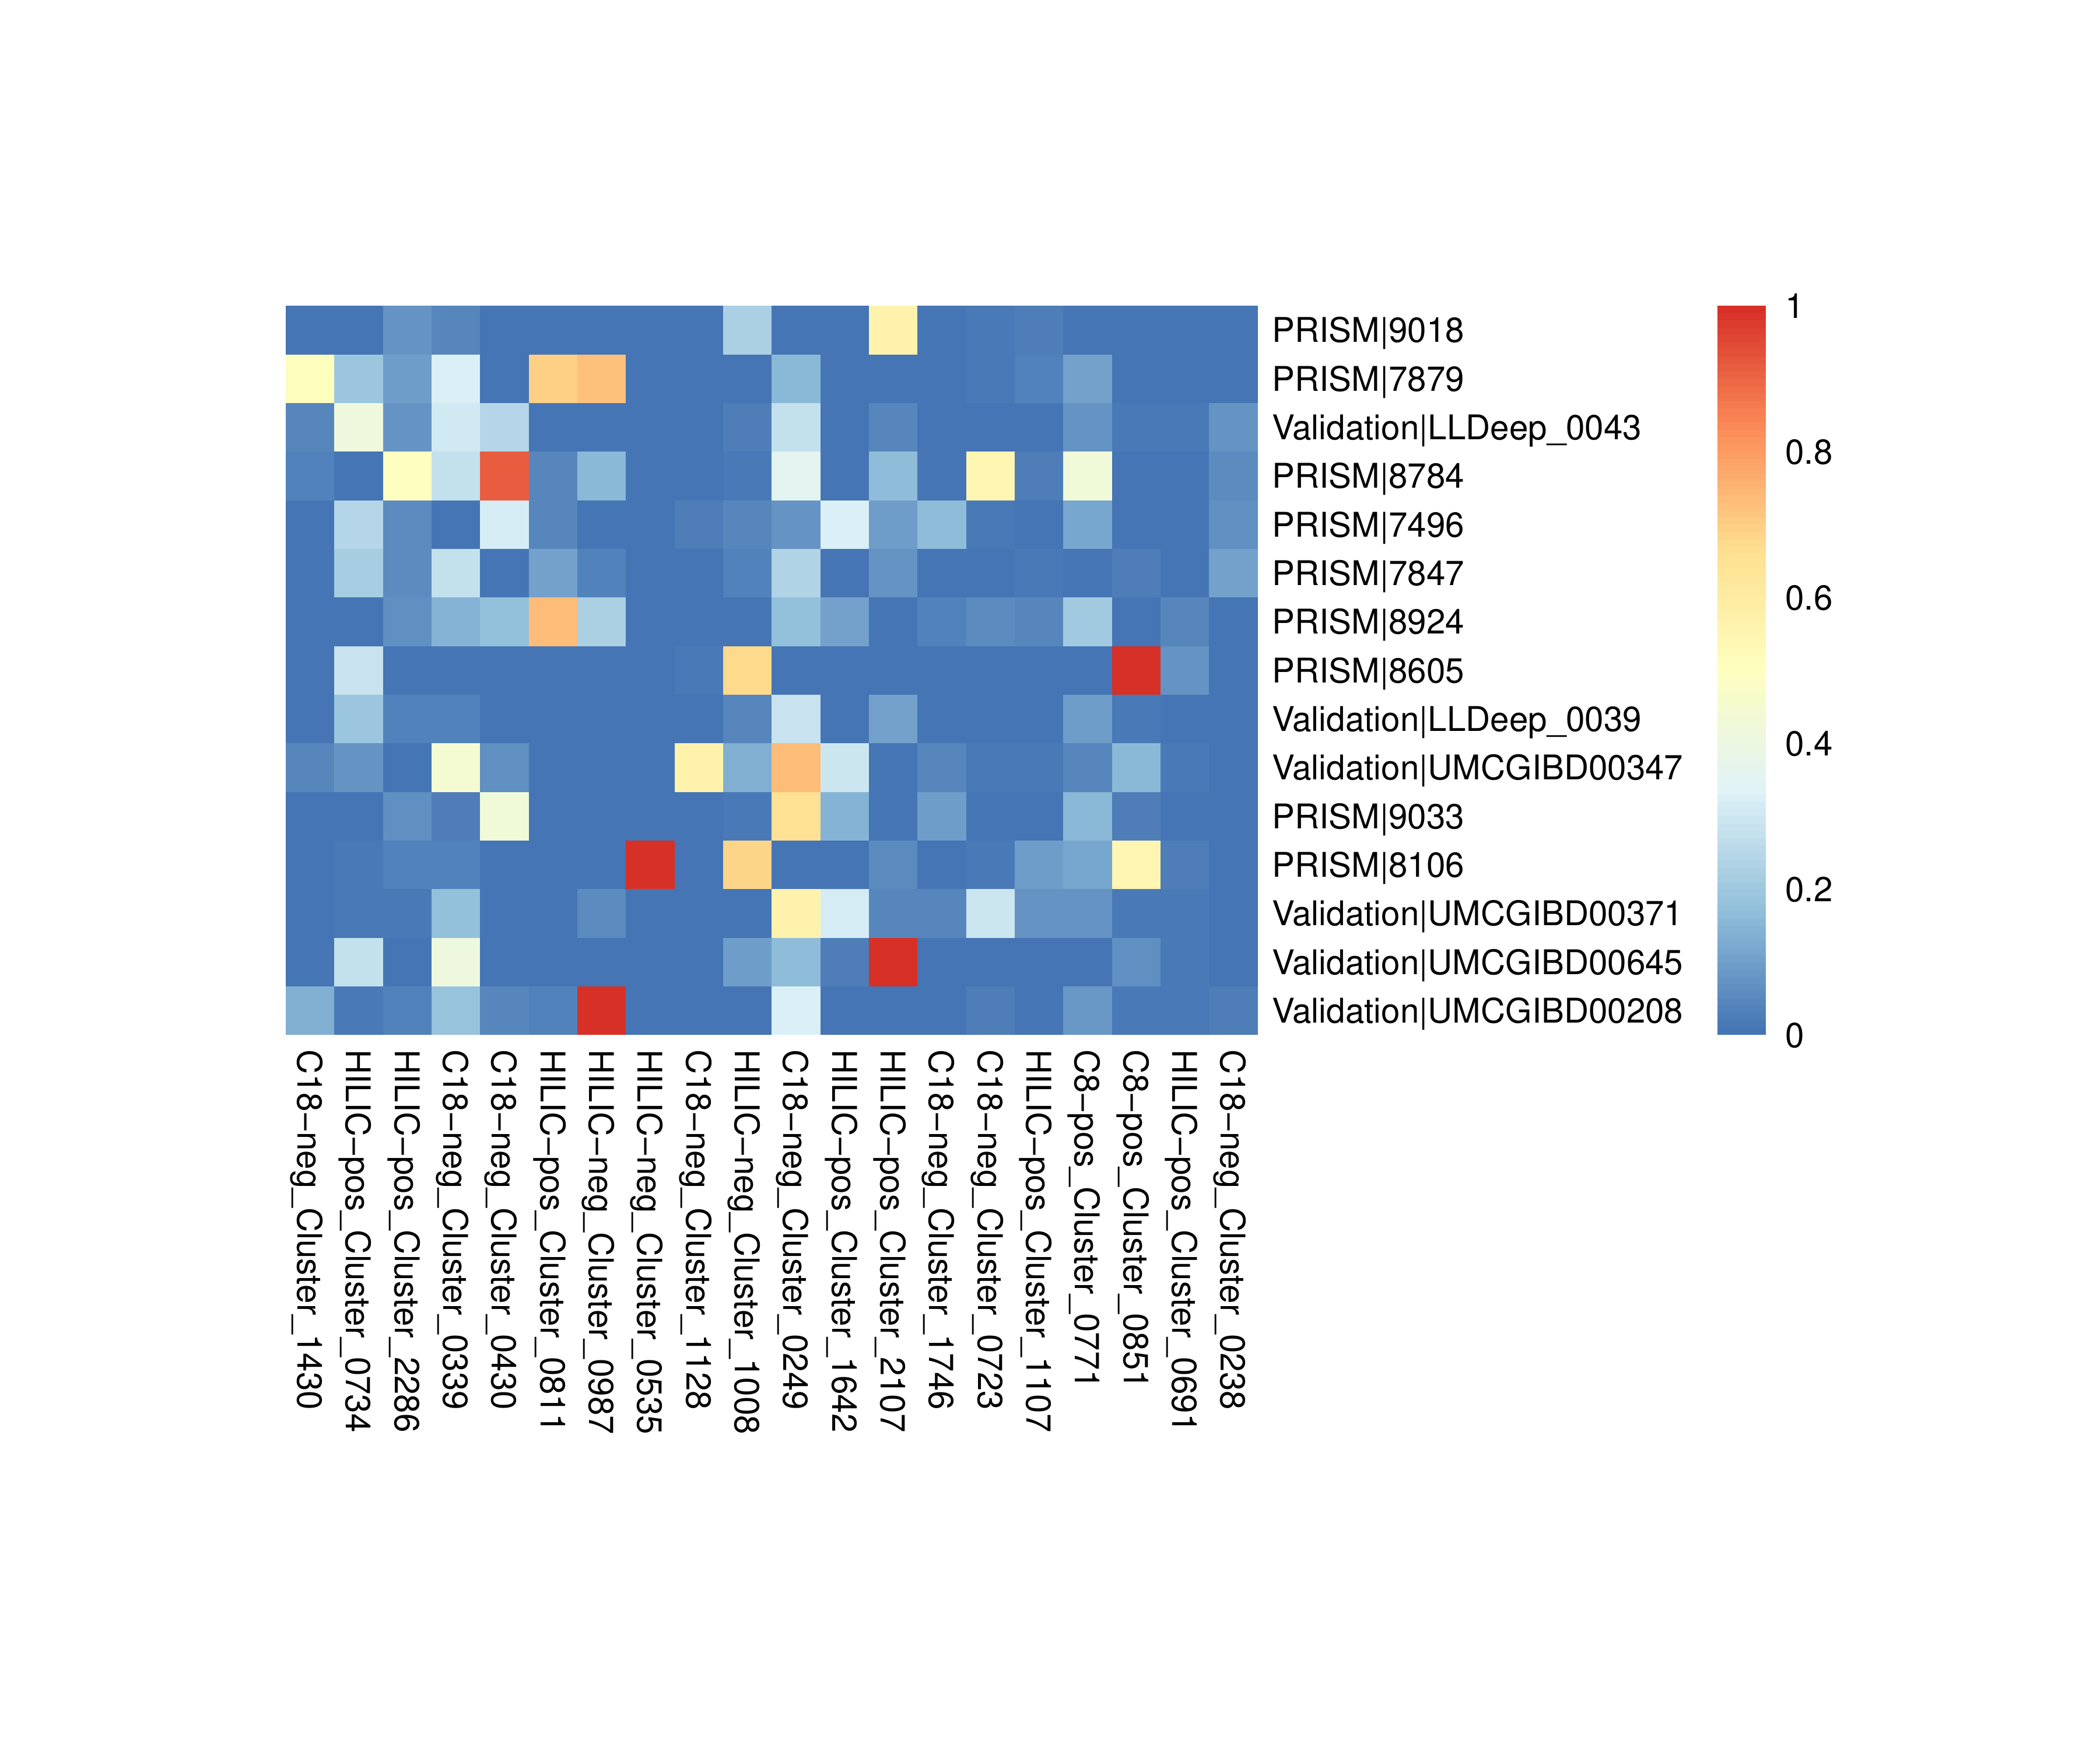 PRISM|9018
PRISM|7879
Validation|LLDeep_0043
PRISM|8784
PRISM|7496
PRISM|7847
PRISM|8924
PRISM|8605
Validation|LLDeep_0039
Validation|UMCGIBD00347
PRISM|9033
PRISM|8106
Validation|UMCGIBD00371
Validation|UMCGIBD00645
Validation|UMCGIBD00208
1
0.8
0.6
0.4
0.2
0
C18−neg_Cluster_1430
HILIC−pos_Cluster_0734
HILIC−pos_Cluster_2286
C18−neg_Cluster_0339
C18−neg_Cluster_0430
HILIC−pos_Cluster_0811
HILIC−neg_Cluster_0987
HILIC−neg_Cluster_0535
C18−neg_Cluster_1128
HILIC−neg_Cluster_1008
C18−neg_Cluster_0249
HILIC−pos_Cluster_1642
HILIC−pos_Cluster_2107
C18−neg_Cluster_1746
C18−neg_Cluster_0723
HILIC−pos_Cluster_1107
C8−pos_Cluster_0771
C8−pos_Cluster_0851
HILIC−pos_Cluster_0691
C18−neg_Cluster_0238